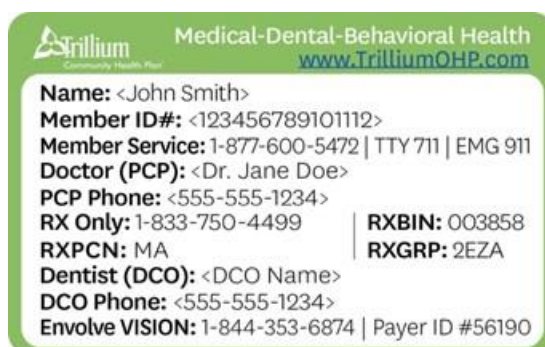 Trillium
Community Health Plan
Medical-Dental-Behavioral Health
www.TrilliumOHP.com
Name: <John Smith>
Member ID#: <123456789101112>
Member Service: 1-877-600-5472 | TTY 711 | EMG 911
Doctor (PCP): <Dr. Jane Doe>
PCP Phone: <555-555-1234>
RX Only: 1-833-750-4499 | RXBIN: 003858
RXPCN: MA | RXGRP: 2EZA
Dentist (DCO): <DCO Name>
DCO Phone: <555-555-1234>
Envolve VISION: 1-844-353-6874 | Payer ID #56190